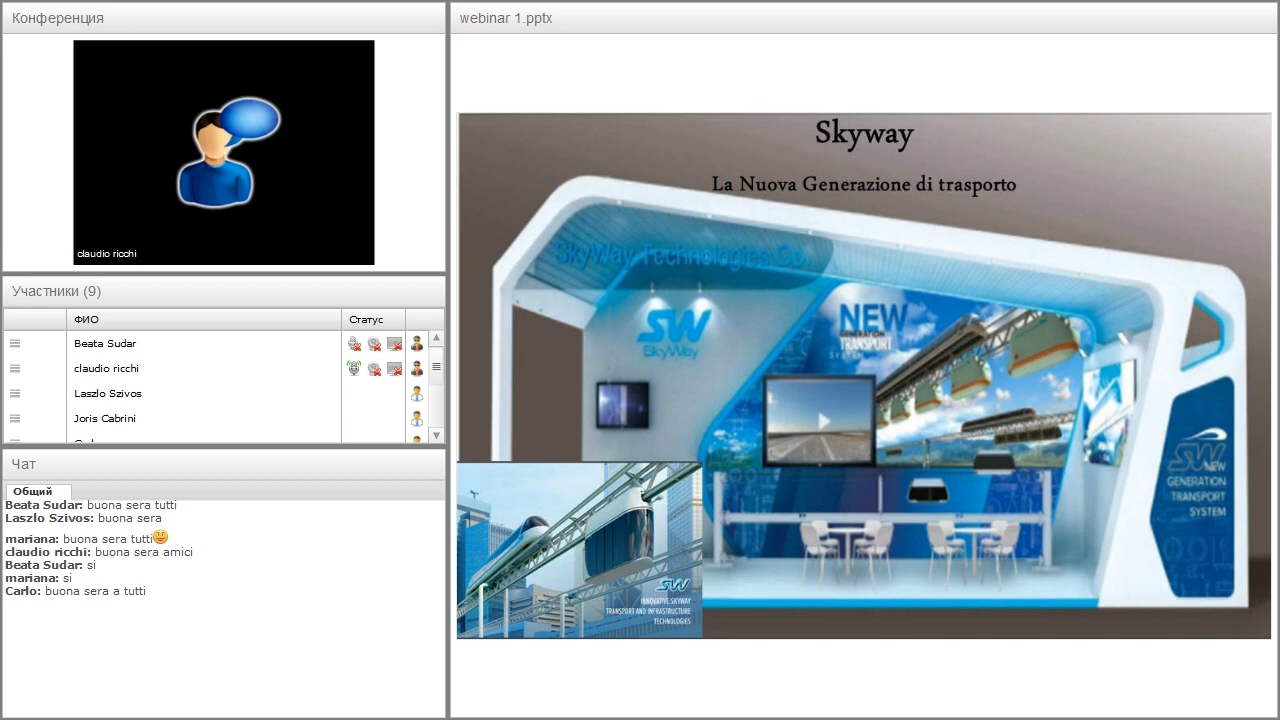 Конференция
claudio ricchi
Участники (9)
ФИО
Статус
Beata Sudar
claudio ricchi
Laszlo Szivos
Joris Cabrini
Чат
Общий
Beata Sudar: buona sera tutti
Laszlo Szivos: buona sera
mariana: buona sera tutti
claudio ricchi: buona sera amici
Beata Sudar: si
mariana: si
Carlo: buona sera a tutti
webinar 1.pptx
Skyway
La Nuova Generazione di trasporto
SkyWay Technologies Co.
SW
SkyWay
NEW
GENERATION
TRANSPORT
SYSTEM
SW
NEW
GENERATION
TRANSPORT
SYSTEM
SW
INNOVATIVE SKYWAY
TRANSPORT AND INFRASTRUCTURE
TECHNOLOGIES